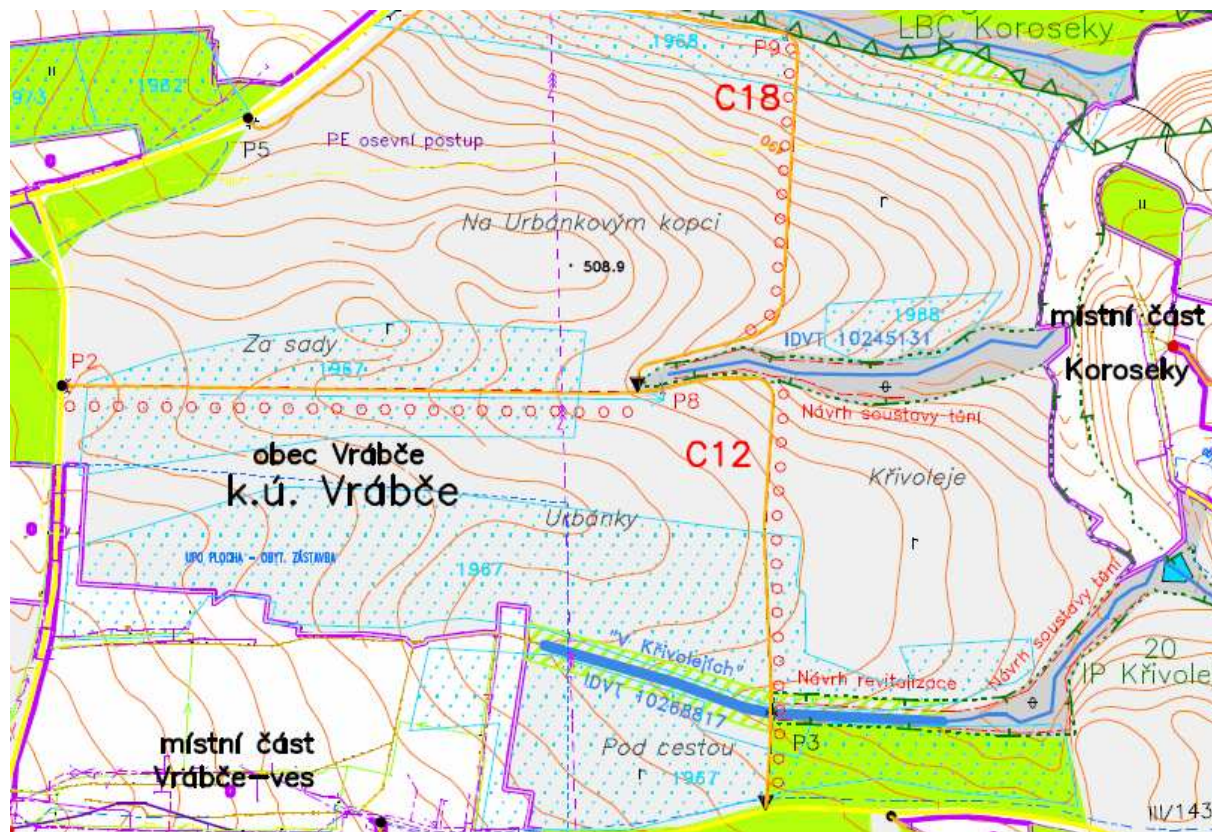 LBC Koroseky
1968
P9
1973
1962
C18
P5
PE osevní postup
490
r
Na Urbánkovým kopci
508.9
1988
místní část
Koroseky
IDVT 10245131
r
Za sady
1967
P2
P8
Návrh soustavy tůní
C12
obec Vrábče
k.ú. Vrábče
Křivoleje
Urbánky
r
UPO PLOCHA - OBYT. ZÁSTAVBA
1967
Návrh soustavy tůní
"V Křivolejích"
IDVT 10268817
Návrh revitalizace
20
IP Křivole
P3
místní část
Vrábče-ves
Pod cestou
r
1967
III/143